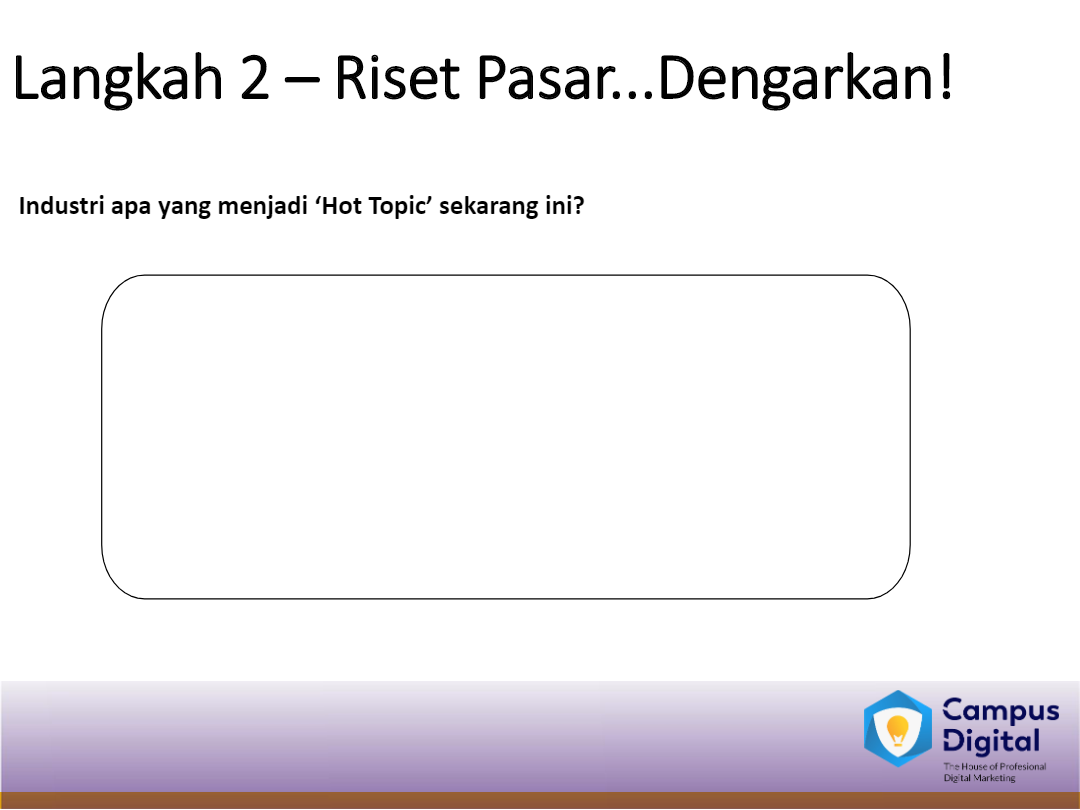 Langkah 2 – Riset Pasar...Dengarkan!
Industri apa yang menjadi ‘Hot Topic’ sekarang ini?
Campus
Digital
The House of Profesional
Digital Marketing